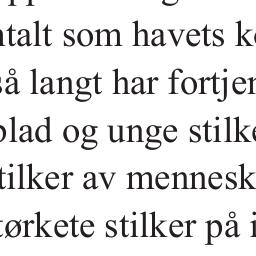 ntalt som havets k
så langt har fortjen
blad og unge stilke
tilker av mennesk
tørkete stilker på i